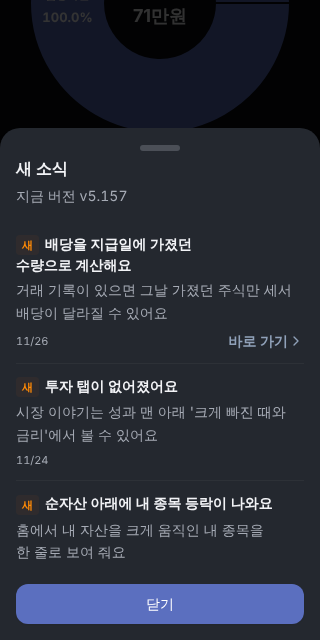 100.0%
71만원
새 소식
지금 버전 v5.157
새 배당을 지급일에 가졌던
수량으로 계산해요
거래 기록이 있으면 그날 가졌던 주식만 세서
배당이 달라질 수 있어요
11/26
바로 가기 >
새 투자 탭이 없어졌어요
시장 이야기는 성과 맨 아래 '크게 빠진 때와
금리'에서 볼 수 있어요
11/24
새 순자산 아래에 내 종목 등락이 나와요
홈에서 내 자산을 크게 움직인 내 종목을
한 줄로 보여 줘요
닫기